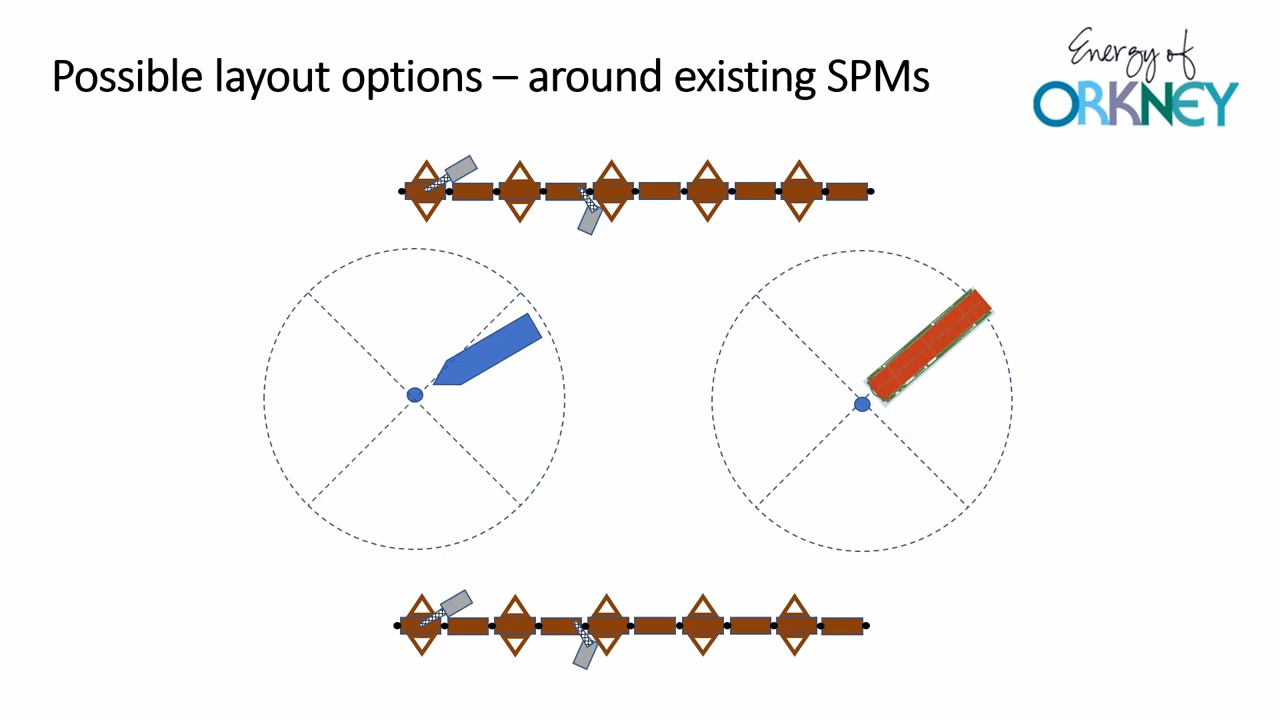 Possible layout options – around existing SPMs
Energy of
ORKNEY